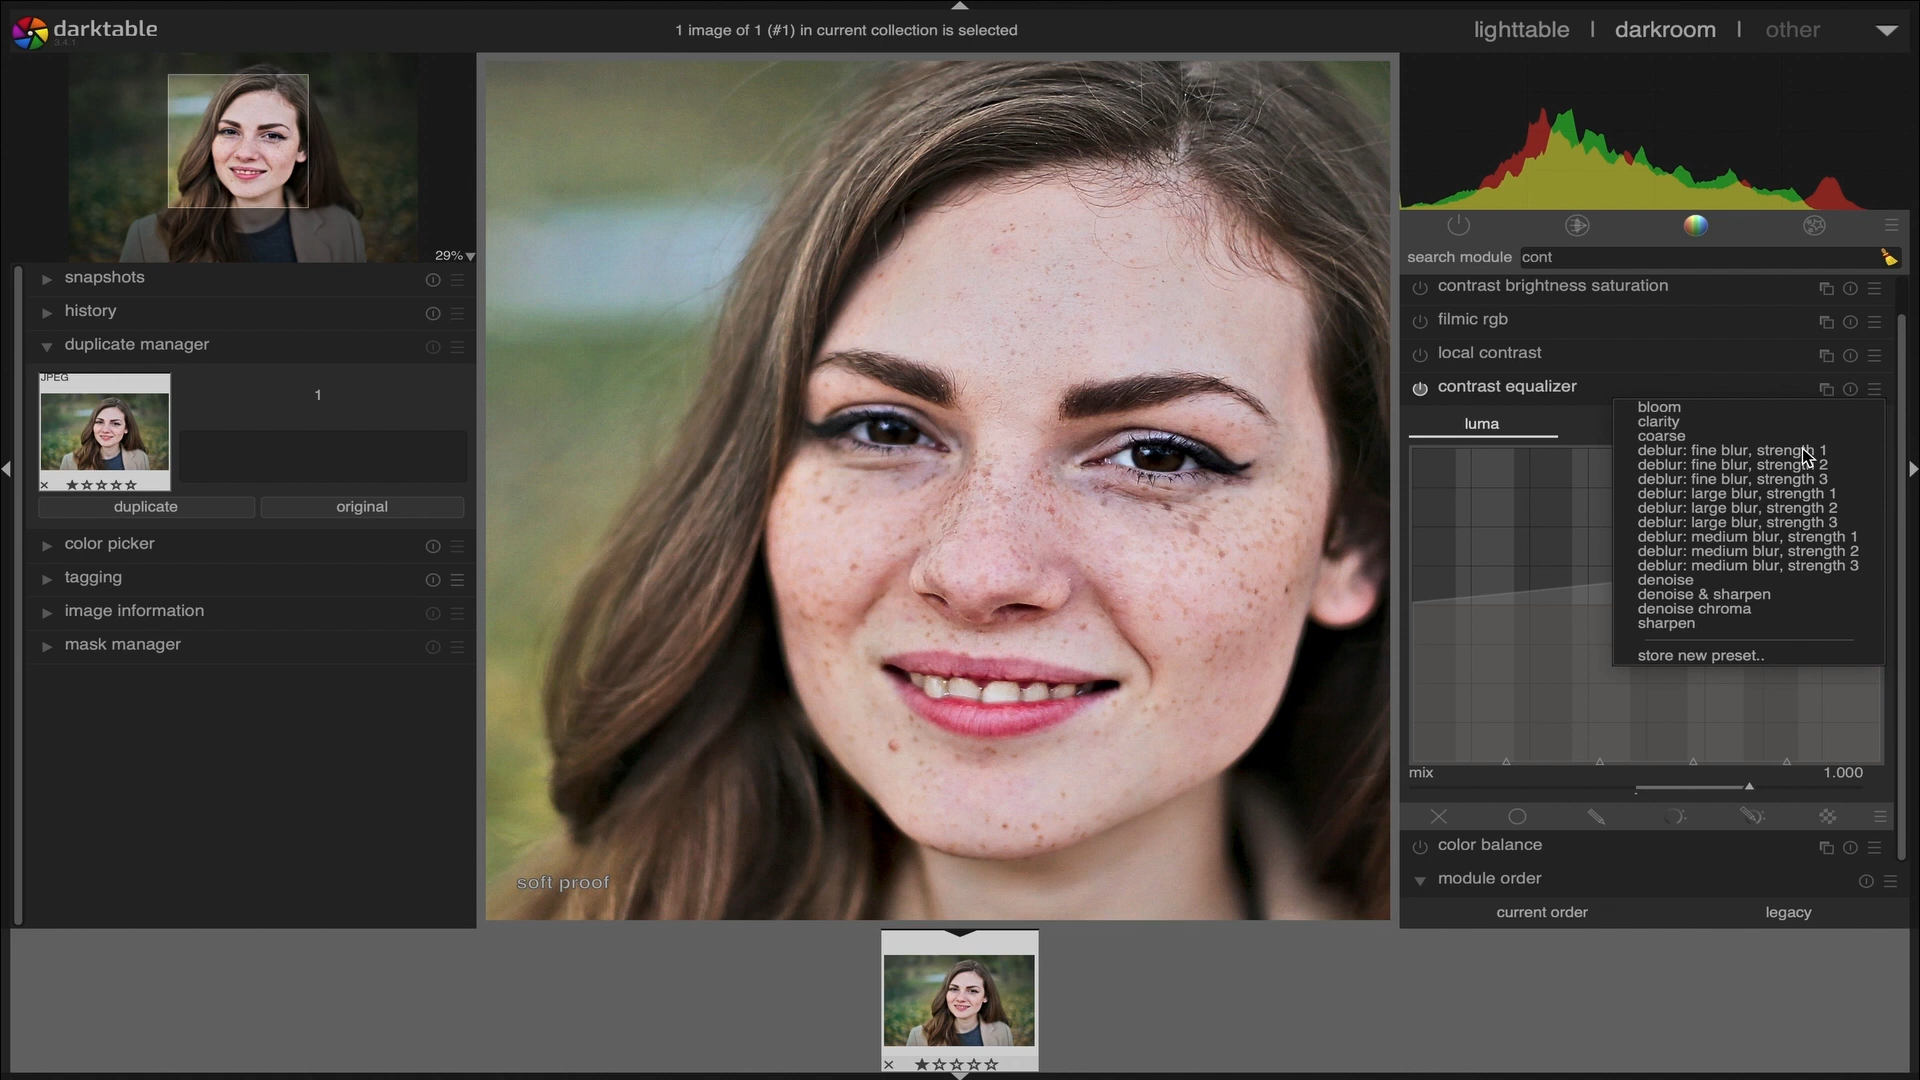 darktable
3.4.1
1 image of 1 (#1) in current collection is selected
lighttable | darkroom | other
29%
snapshots
history
duplicate manager
JPEG
1
duplicate
original
color picker
tagging
image information
mask manager
soft proof
search module cont
contrast brightness saturation
filmic rgb
local contrast
contrast equalizer
luma
bloom
clarity
coarse
deblur: fine blur, strength 1
deblur: fine blur, strength 2
deblur: fine blur, strength 3
deblur: large blur, strength 1
deblur: large blur, strength 2
deblur: large blur, strength 3
deblur: medium blur, strength 1
deblur: medium blur, strength 2
deblur: medium blur, strength 3
denoise
denoise & sharpen
denoise chroma
sharpen
store new preset..
mix 1.000
color balance
module order
current order
legacy